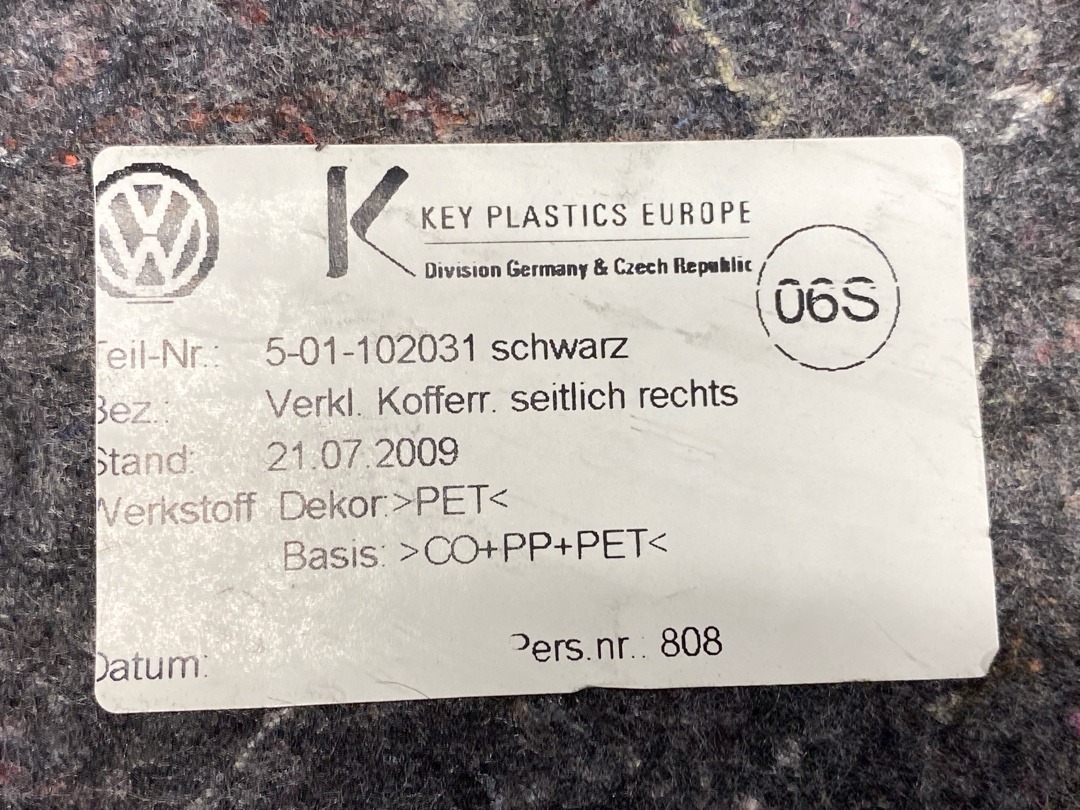 KEY PLASTICS EUROPE
Division Germany & Czech Republic
06S
Teil-Nr.: 5-01-102031 schwarz
Bez.: Verkl. Kofferr. seitlich rechts
Stand: 21.07.2009
Werkstoff Dekor:>PET<
Basis: >CO+PP+PET<
Pers.nr.: 808
Datum: